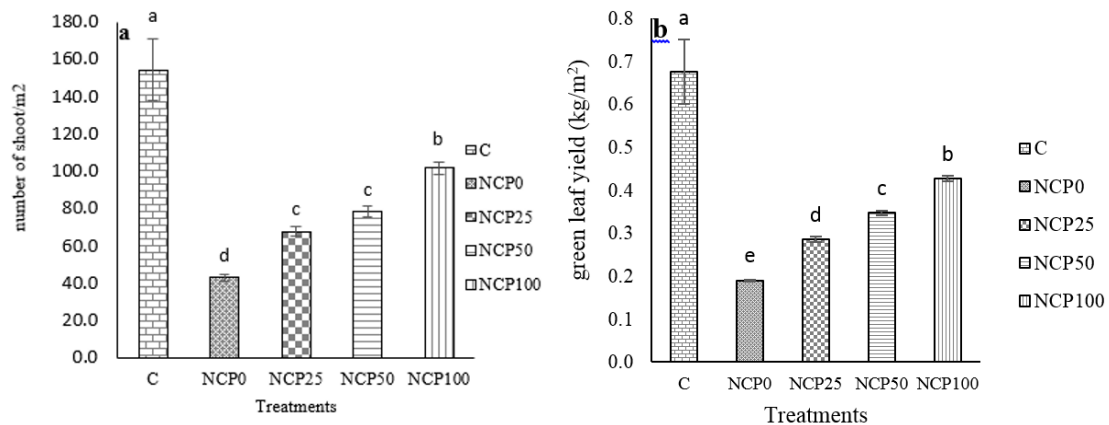 a
180.0
160.0
140.0
120.0
100.0
80.0
60.0
40.0
20.0
0.0
number of shoot/m2
a
d
c
c
b
C
NCP0
NCP25
NCP50
NCP100
Treatments
C
NCP0
NCP25
NCP50
NCP100
b
0.8
0.7
0.6
0.5
0.4
0.3
0.2
0.1
0.0
green leaf yield (kg/m²)
a
e
d
c
b
C
NCP0
NCP25
NCP50
NCP100
Treatments
C
NCP0
NCP25
NCP50
NCP100